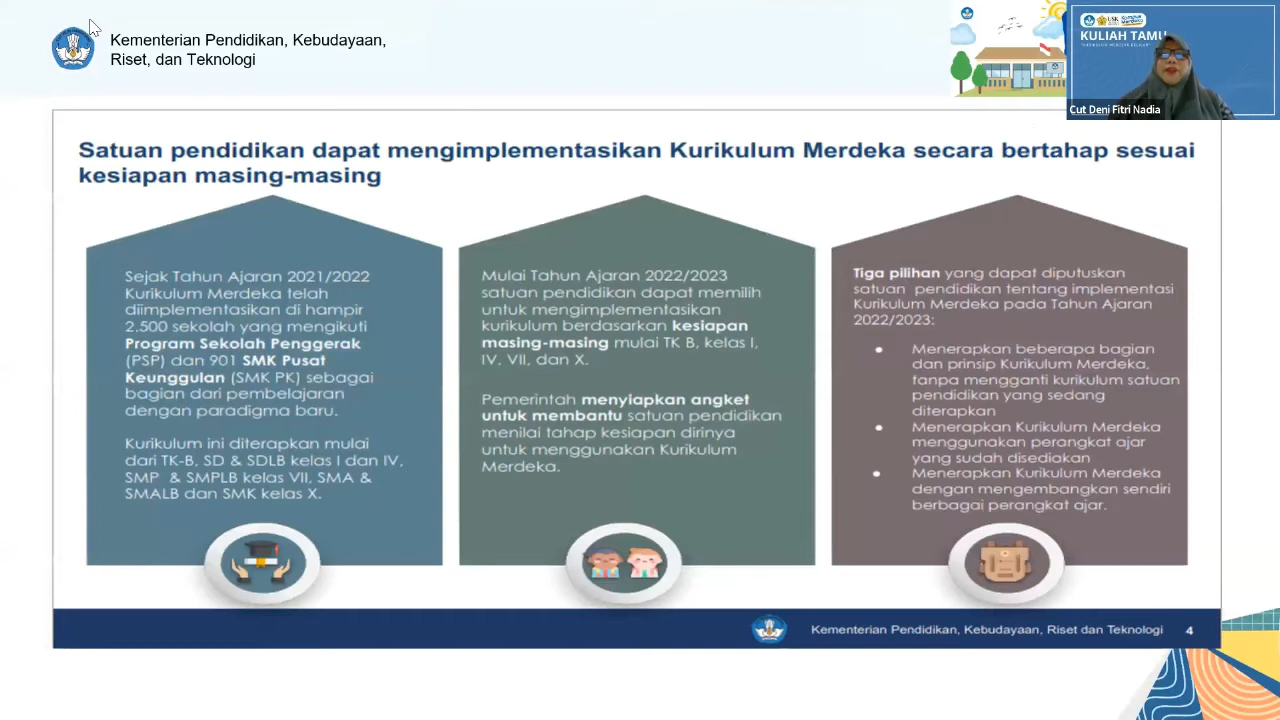 Kementerian Pendidikan, Kebudayaan,
Riset, dan Teknologi
USK
KULIAH TAMU
Cut Deni Fitri Nadia
Satuan pendidikan dapat mengimplementasikan Kurikulum Merdeka secara bertahap sesuai
kesiapan masing-masing
Sejak Tahun Ajaran 2021/2022
Kurikulum Merdeka telah
diimplementasikan di hampir
2.500 sekolah yang mengikuti
Program Sekolah Penggerak
(PSP) dan 901 SMK Pusat
Keunggulan (SMK PK) sebagai
bagian dari pembelajaran
dengan paradigma baru.
Kurikulum ini diterapkan mulai
dari TK-B, SD & SDLB kelas I dan IV,
SMP & SMPLB kelas VII, SMA &
SMALB dan SMK kelas X.
Mulai Tahun Ajaran 2022/2023
satuan pendidikan dapat memilih
untuk mengimplementasikan
kurikulum berdasarkan kesiapan
masing-masing mulai TK B, kelas I,
IV, VII, dan X.
Pemerintah menyiapkan angket
untuk membantu satuan pendidikan
menilai tahap kesiapan dirinya
untuk menggunakan Kurikulum
Merdeka.
Tiga pilihan yang dapat diputuskan
satuan pendidikan tentang implementasi
Kurikulum Merdeka pada Tahun Ajaran
2022/2023:
• Menerapkan beberapa bagian
dan prinsip Kurikulum Merdeka,
tanpa mengganti kurikulum satuan
pendidikan yang sedang
diterapkan
• Menerapkan Kurikulum Merdeka
menggunakan perangkat ajar
yang sudah disediakan
• Menerapkan Kurikulum Merdeka
dengan mengembangkan sendiri
berbagai perangkat ajar.
Kementerian Pendidikan, Kebudayaan, Riset dan Teknologi 4